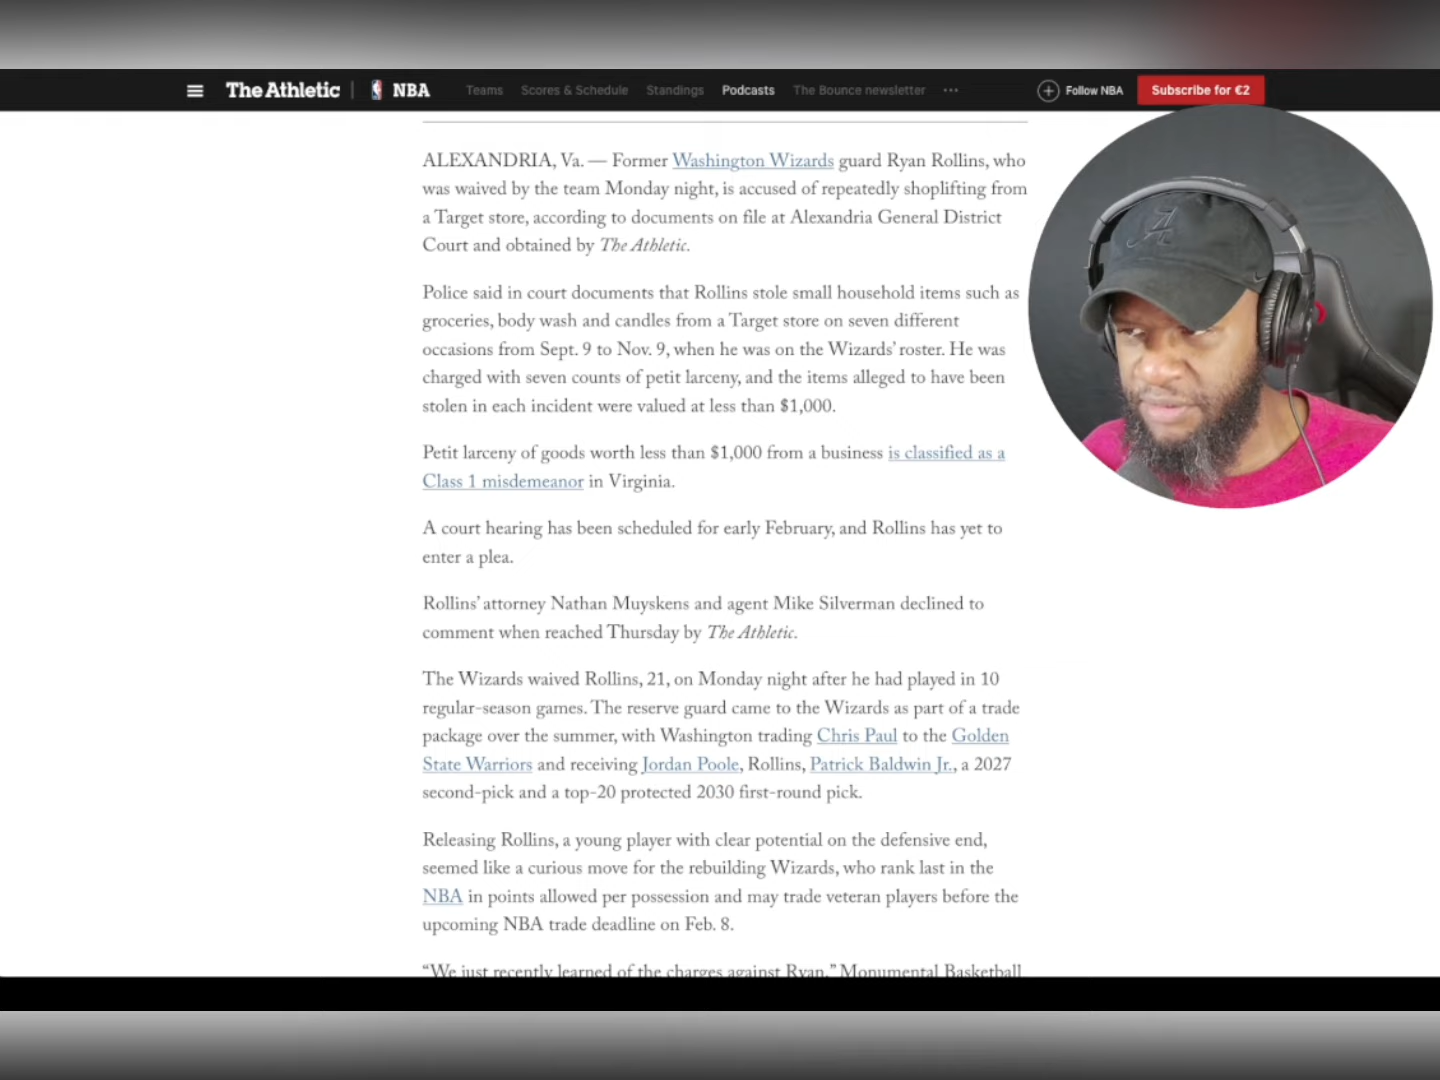 The Athletic | NBA Teams Scores & Schedule Standings Podcasts The Bounce newsletter ••• Follow NBA Subscribe for €2
ALEXANDRIA, Va. — Former Washington Wizards guard Ryan Rollins, who
was waived by the team Monday night, is accused of repeatedly shoplifting from
a Target store, according to documents on file at Alexandria General District
Court and obtained by The Athletic.
Police said in court documents that Rollins stole small household items such as
groceries, body wash and candles from a Target store on seven different
occasions from Sept. 9 to Nov. 9, when he was on the Wizards’ roster. He was
charged with seven counts of petit larceny, and the items alleged to have been
stolen in each incident were valued at less than $1,000.
Petit larceny of goods worth less than $1,000 from a business is classified as a
Class 1 misdemeanor in Virginia.
A court hearing has been scheduled for early February, and Rollins has yet to
enter a plea.
Rollins’ attorney Nathan Muyskens and agent Mike Silverman declined to
comment when reached Thursday by The Athletic.
The Wizards waived Rollins, 21, on Monday night after he had played in 10
regular-season games. The reserve guard came to the Wizards as part of a trade
package over the summer, with Washington trading Chris Paul to the Golden
State Warriors and receiving Jordan Poole, Rollins, Patrick Baldwin Jr., a 2027
second-pick and a top-20 protected 2030 first-round pick.
Releasing Rollins, a young player with clear potential on the defensive end,
seemed like a curious move for the rebuilding Wizards, who rank last in the
NBA in points allowed per possession and may trade veteran players before the
upcoming NBA trade deadline on Feb. 8.
“We just recently learned of the charges against Ryan,” Monumental Basketball